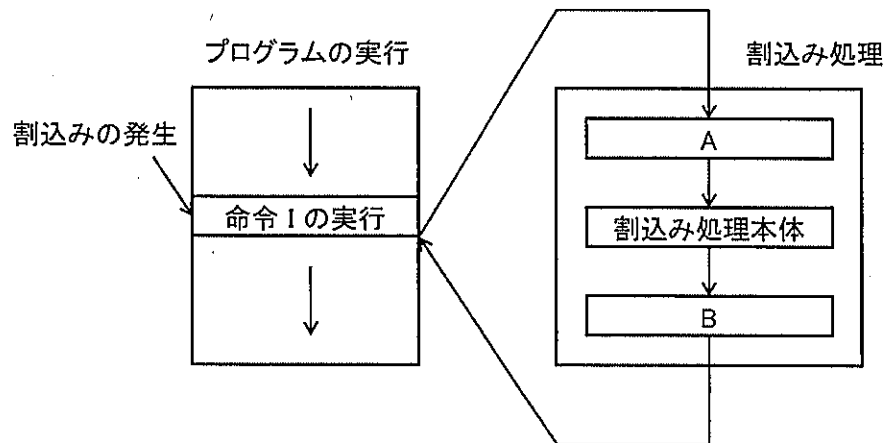 プログラムの実行
割込み処理
割込みの発生
A
命令Ｉの実行
割込み処理本体
B